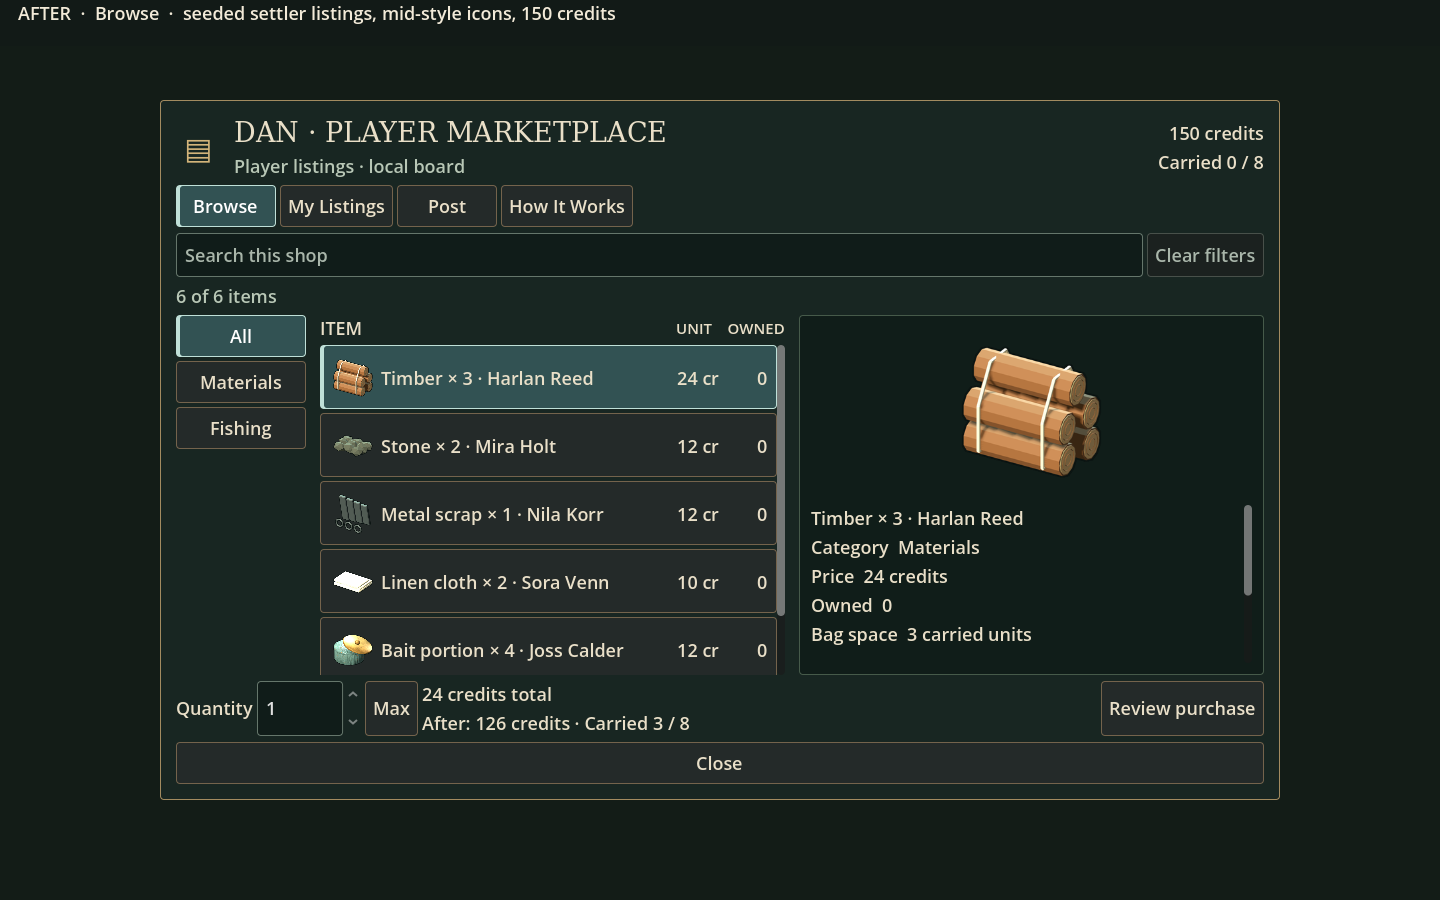 AFTER · Browse · seeded settler listings, mid-style icons, 150 credits
DAN · PLAYER MARKETPLACE
Player listings · local board
150 credits
Carried 0 / 8
Browse
My Listings
Post
How It Works
Search this shop
Clear filters
6 of 6 items
All
Materials
Fishing
ITEM UNIT OWNED
Timber × 3 · Harlan Reed 24 cr 0
Stone × 2 · Mira Holt 12 cr 0
Metal scrap × 1 · Nila Korr 12 cr 0
Linen cloth × 2 · Sora Venn 10 cr 0
Bait portion × 4 · Joss Calder 12 cr 0
Timber × 3 · Harlan Reed
Category Materials
Price 24 credits
Owned 0
Bag space 3 carried units
Quantity 1
Max
24 credits total
After: 126 credits · Carried 3 / 8
Review purchase
Close